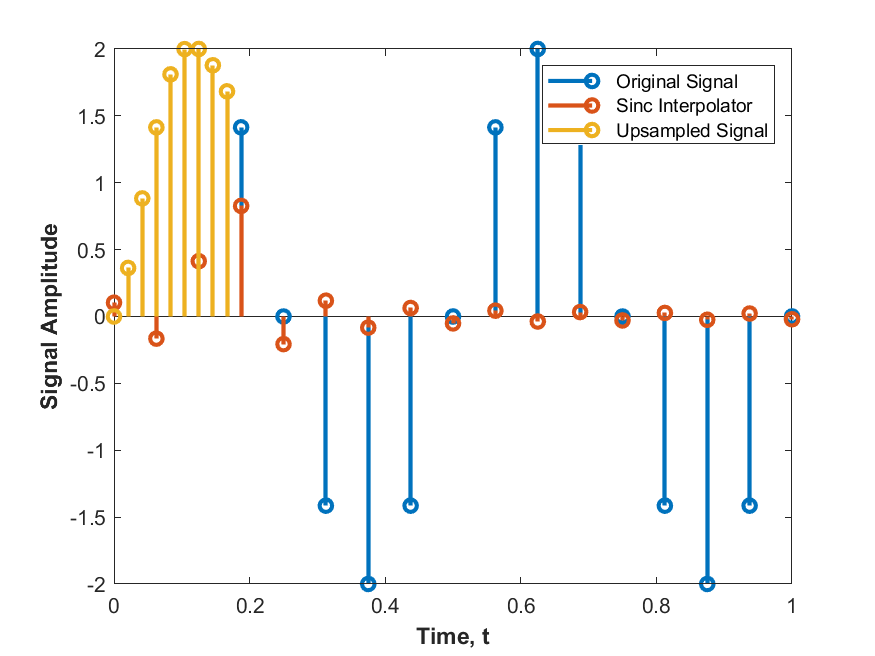 2
1.5
1
0.5
0
-0.5
-1
-1.5
-2
Signal Amplitude
Original Signal
Sinc Interpolator
Upsampled Signal
0 0.2 0.4 0.6 0.8 1
Time, t